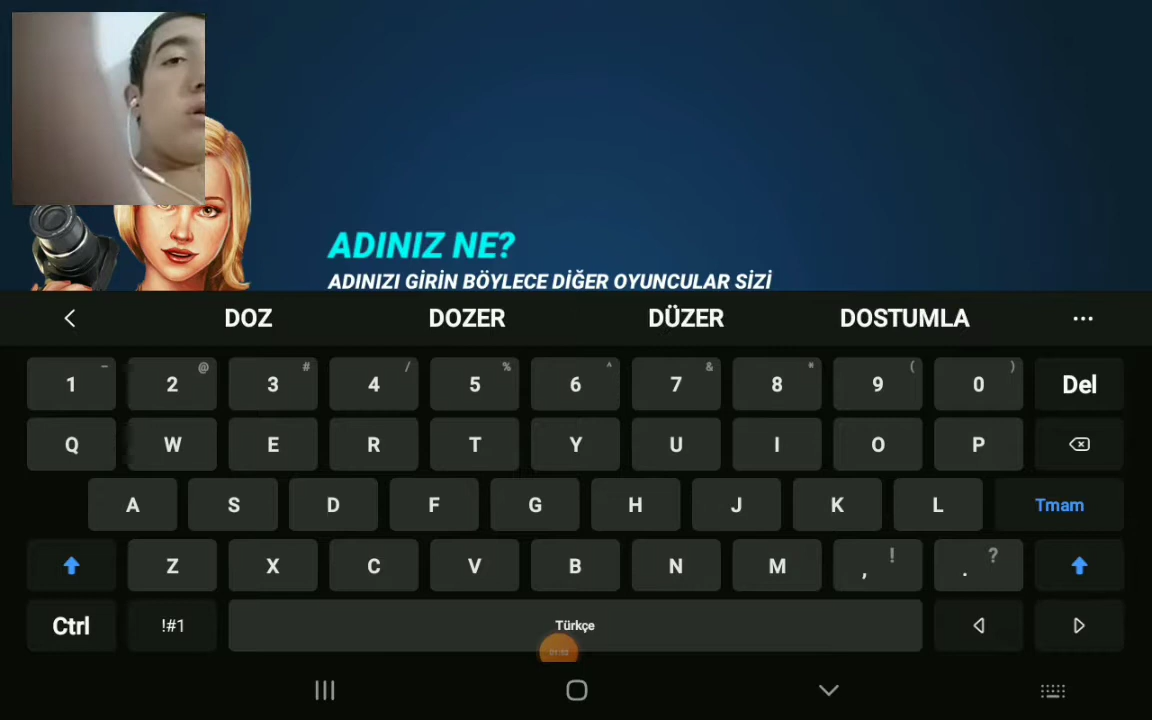 ADINIZ NE?
ADINIZI GİRİN BÖYLECE DİĞER OYUNCULAR SİZİ
DOZ DOZER DÜZER DOSTUMLA ...
1 - 2 @ 3 # 4 / 5 % 6 ^ 7 & 8 * 9 ( 0 ) Del
Q W E R T Y U I O P
A S D F G H J K L Tmam
Z X C V B N M , ! . ?
Ctrl !#1 Türkçe